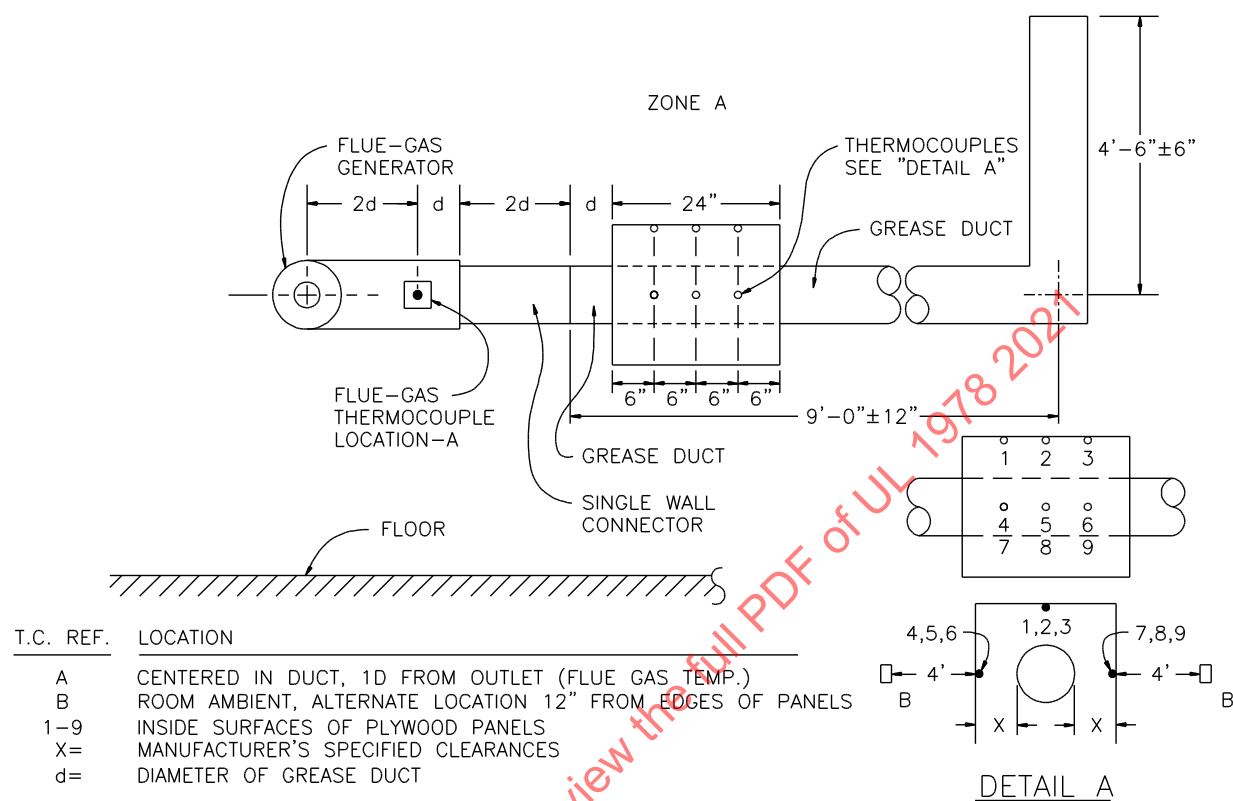 ZONE A
FLUE-GAS
GENERATOR
THERMOCOUPLES
SEE "DETAIL A"
4'-6"±6"
2d
d
2d
d
24"
GREASE DUCT
6"
6"
6"
6"
9'-0"±12"
FLUE-GAS
THERMOCOUPLE
LOCATION-A
GREASE DUCT
SINGLE WALL
CONNECTOR
FLOOR
1 2 3
4 5 6
7 8 9
4,5,6
1,2,3
7,8,9
4'
4'
B
B
X
X
DETAIL A
T.C. REF. LOCATION
A CENTERED IN DUCT, 1D FROM OUTLET (FLUE GAS TEMP.)
B ROOM AMBIENT, ALTERNATE LOCATION 12" FROM EDGES OF PANELS
1-9 INSIDE SURFACES OF PLYWOOD PANELS
X= MANUFACTURER'S SPECIFIED CLEARANCES
d= DIAMETER OF GREASE DUCT
view the full PDF of UL 1978 2021